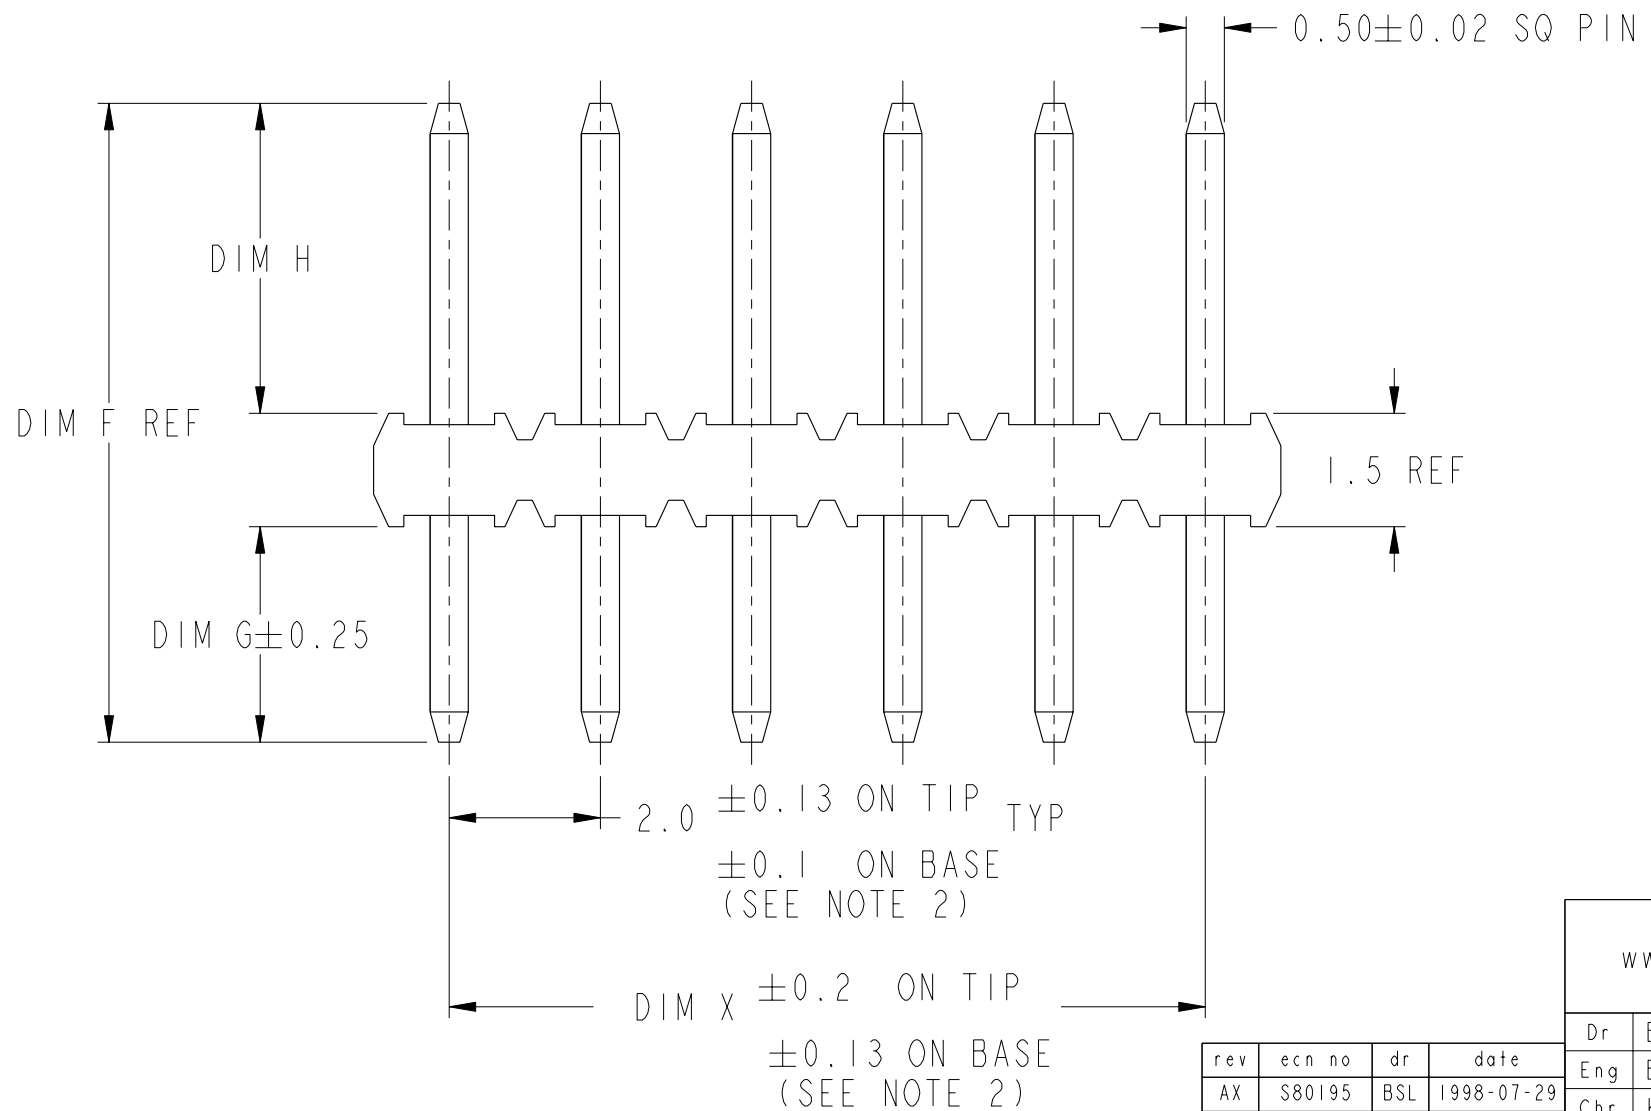 0.50±0.02 SQ PIN
DIM H
DIM F REF
1.5 REF
DIM G±0.25
2.0 ±0.13 ON TIP TYP
±0.1 ON BASE
(SEE NOTE 2)
DIM X ±0.2 ON TIP
±0.13 ON BASE
(SEE NOTE 2)
rev ecn no dr date
AX S80195 BSL 1998-07-29
Dr
Eng
Chr